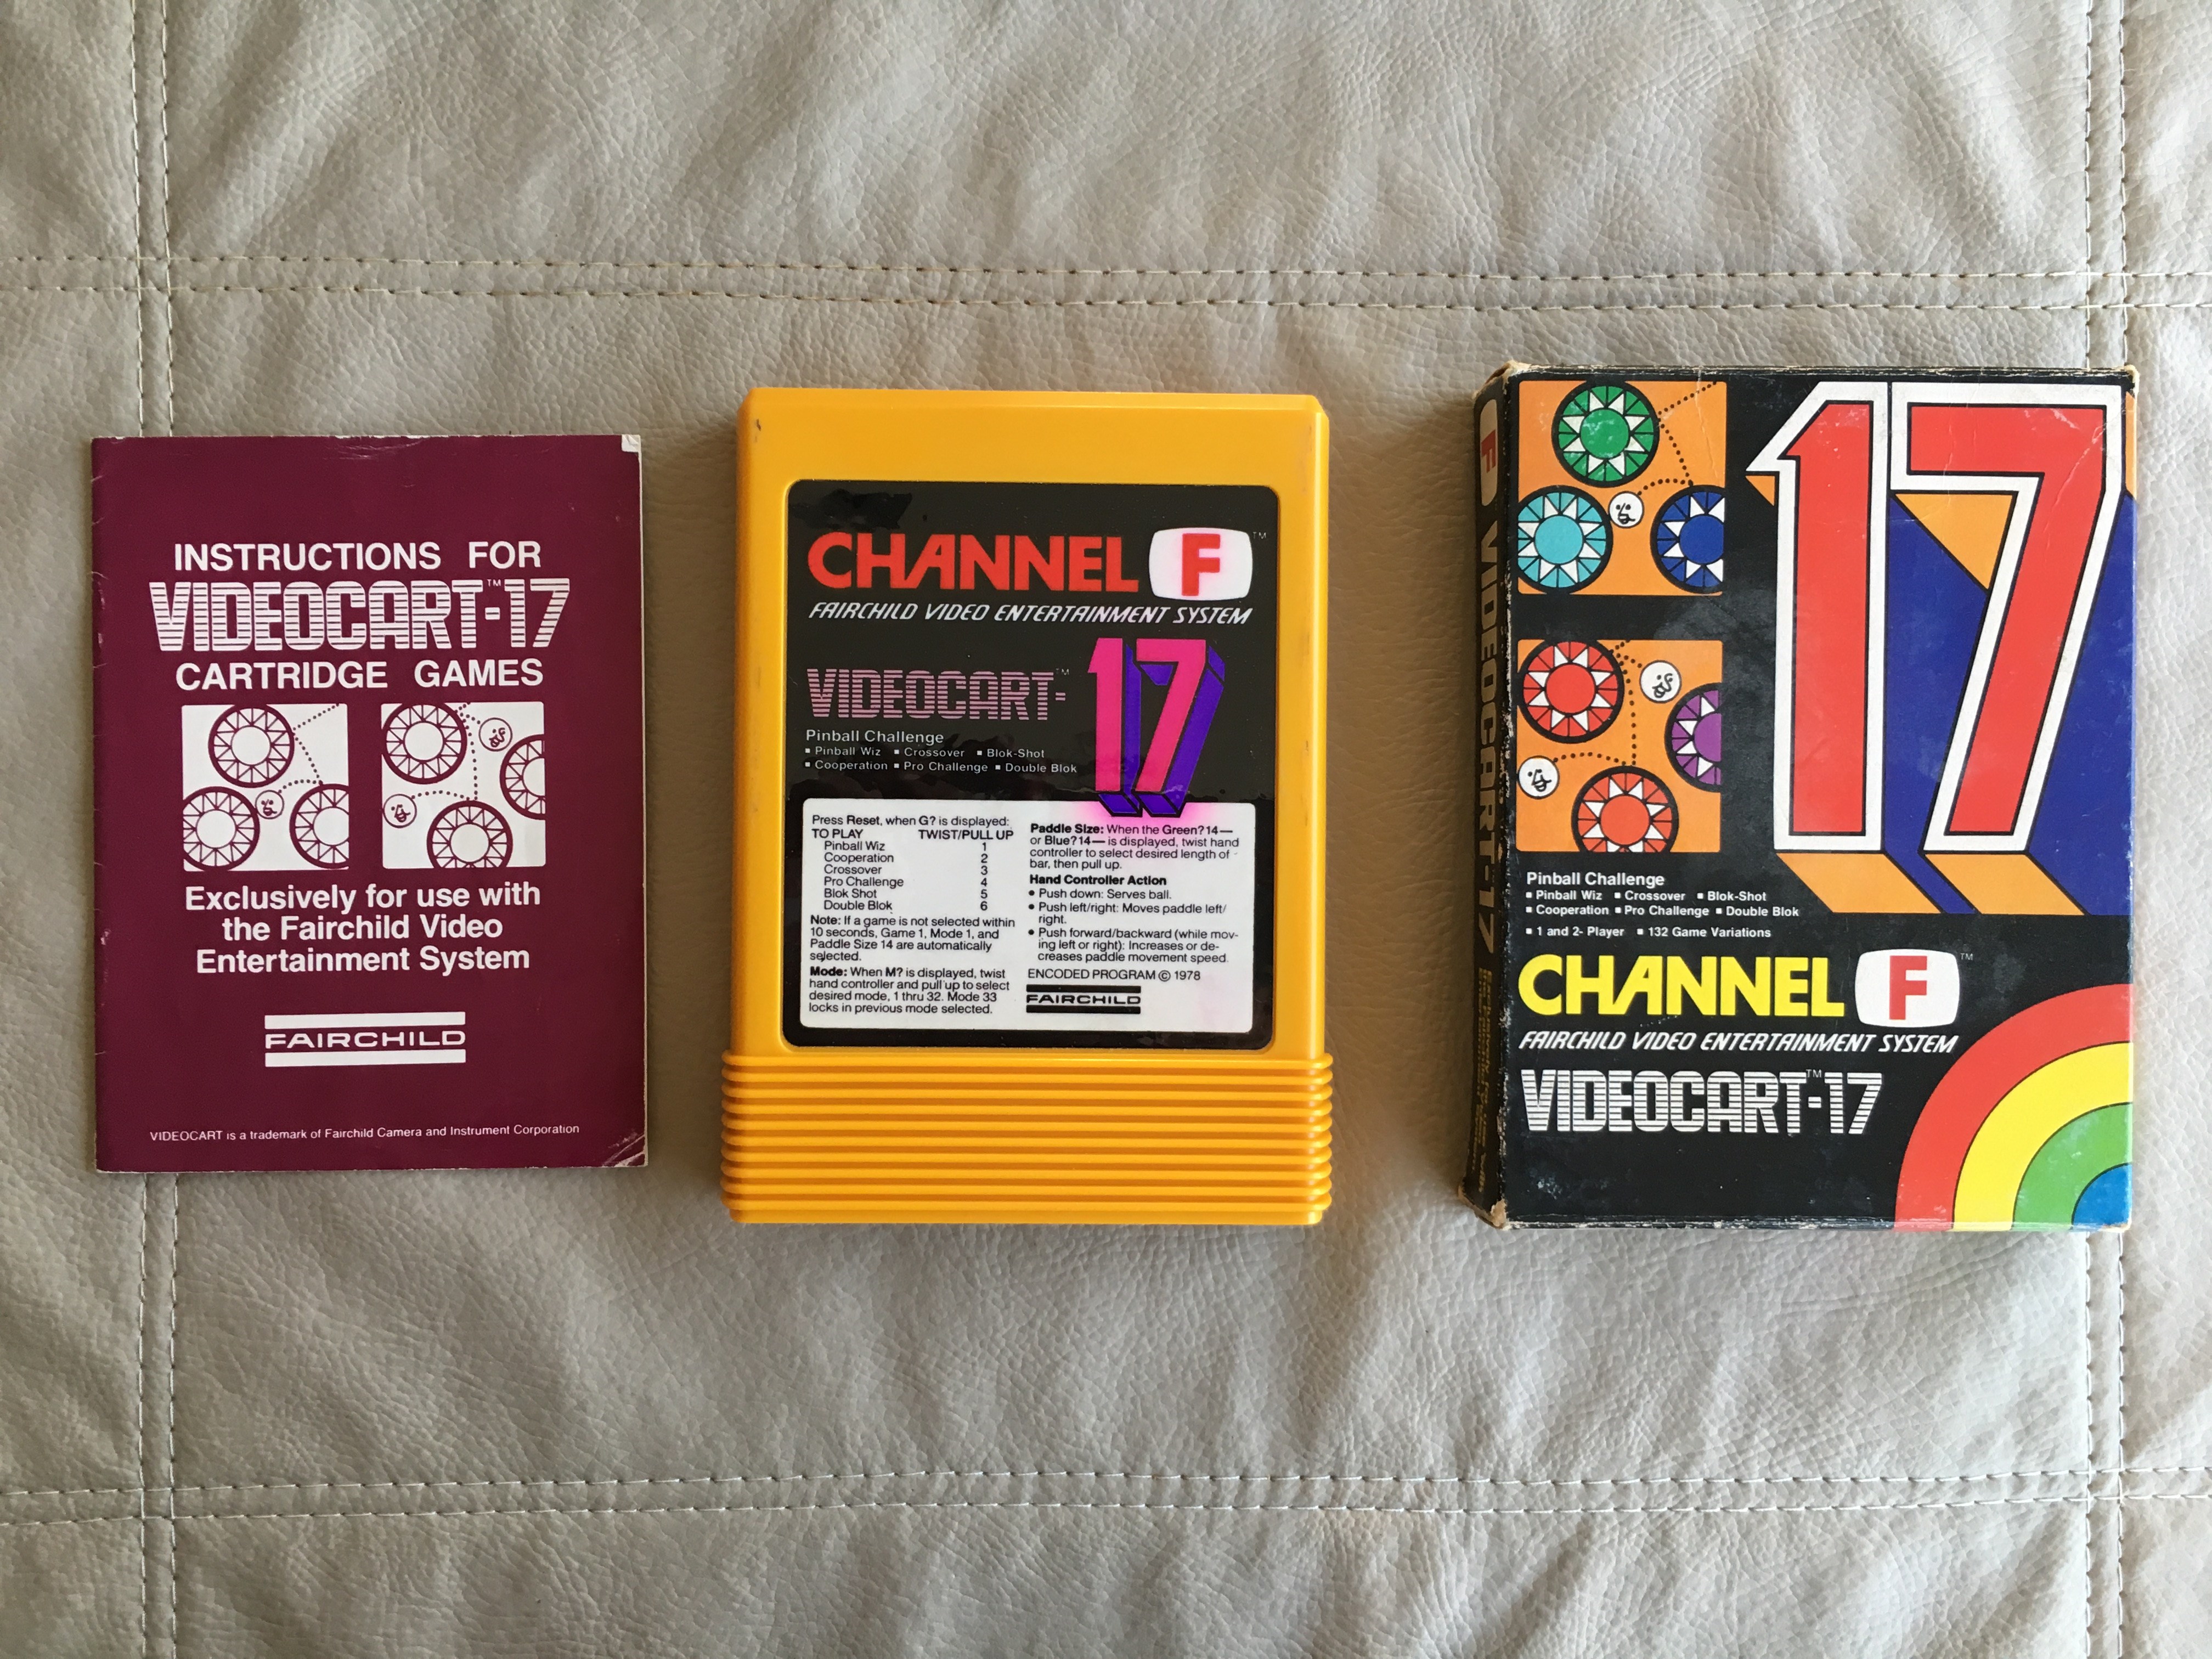 INSTRUCTIONS FOR
VIDEOCART™-17
CARTRIDGE GAMES
Exclusively for use with
the Fairchild Video
Entertainment System
FAIRCHILD
VIDEOCART is a trademark of Fairchild Camera and Instrument Corporation
CHANNEL F™
FAIRCHILD VIDEO ENTERTAINMENT SYSTEM
VIDEOCART™-17
Pinball Challenge
▪ Pinball Wiz ▪ Crossover ▪ Blok-Shot
▪ Cooperation ▪ Pro Challenge ▪ Double Blok
Press Reset, when G? is displayed:
TO PLAY TWIST/PULL UP
Pinball Wiz 1
Cooperation 2
Crossover 3
Pro Challenge 4
Blok Shot 5
Double Blok 6
Note: If a game is not selected within
10 seconds, Game 1, Mode 1, and
Paddle Size 14 are automatically
selected.
Mode: When M? is displayed, twist
hand controller and pull up to select
desired mode, 1 thru 32. Mode 33
locks in previous mode selected.
Paddle Size: When the Green? 14—
or Blue? 14— is displayed, twist hand
controller to select desired length of
bar, then pull up.
Hand Controller Action
• Push down: Serves ball.
• Push left/right: Moves paddle left/
right.
• Push forward/backward (while mov-
ing left or right): Increases or de-
creases paddle movement speed.
ENCODED PROGRAM © 1978
FAIRCHILD
F VIDEOCART-17
17
Pinball Challenge
▪ Pinball Wiz ▪ Crossover ▪ Blok-Shot
▪ Cooperation ▪ Pro Challenge ▪ Double Blok
▪ 1 and 2- Player ▪ 132 Game Variations
CHANNEL F™
FAIRCHILD VIDEO ENTERTAINMENT SYSTEM
VIDEOCART™-17